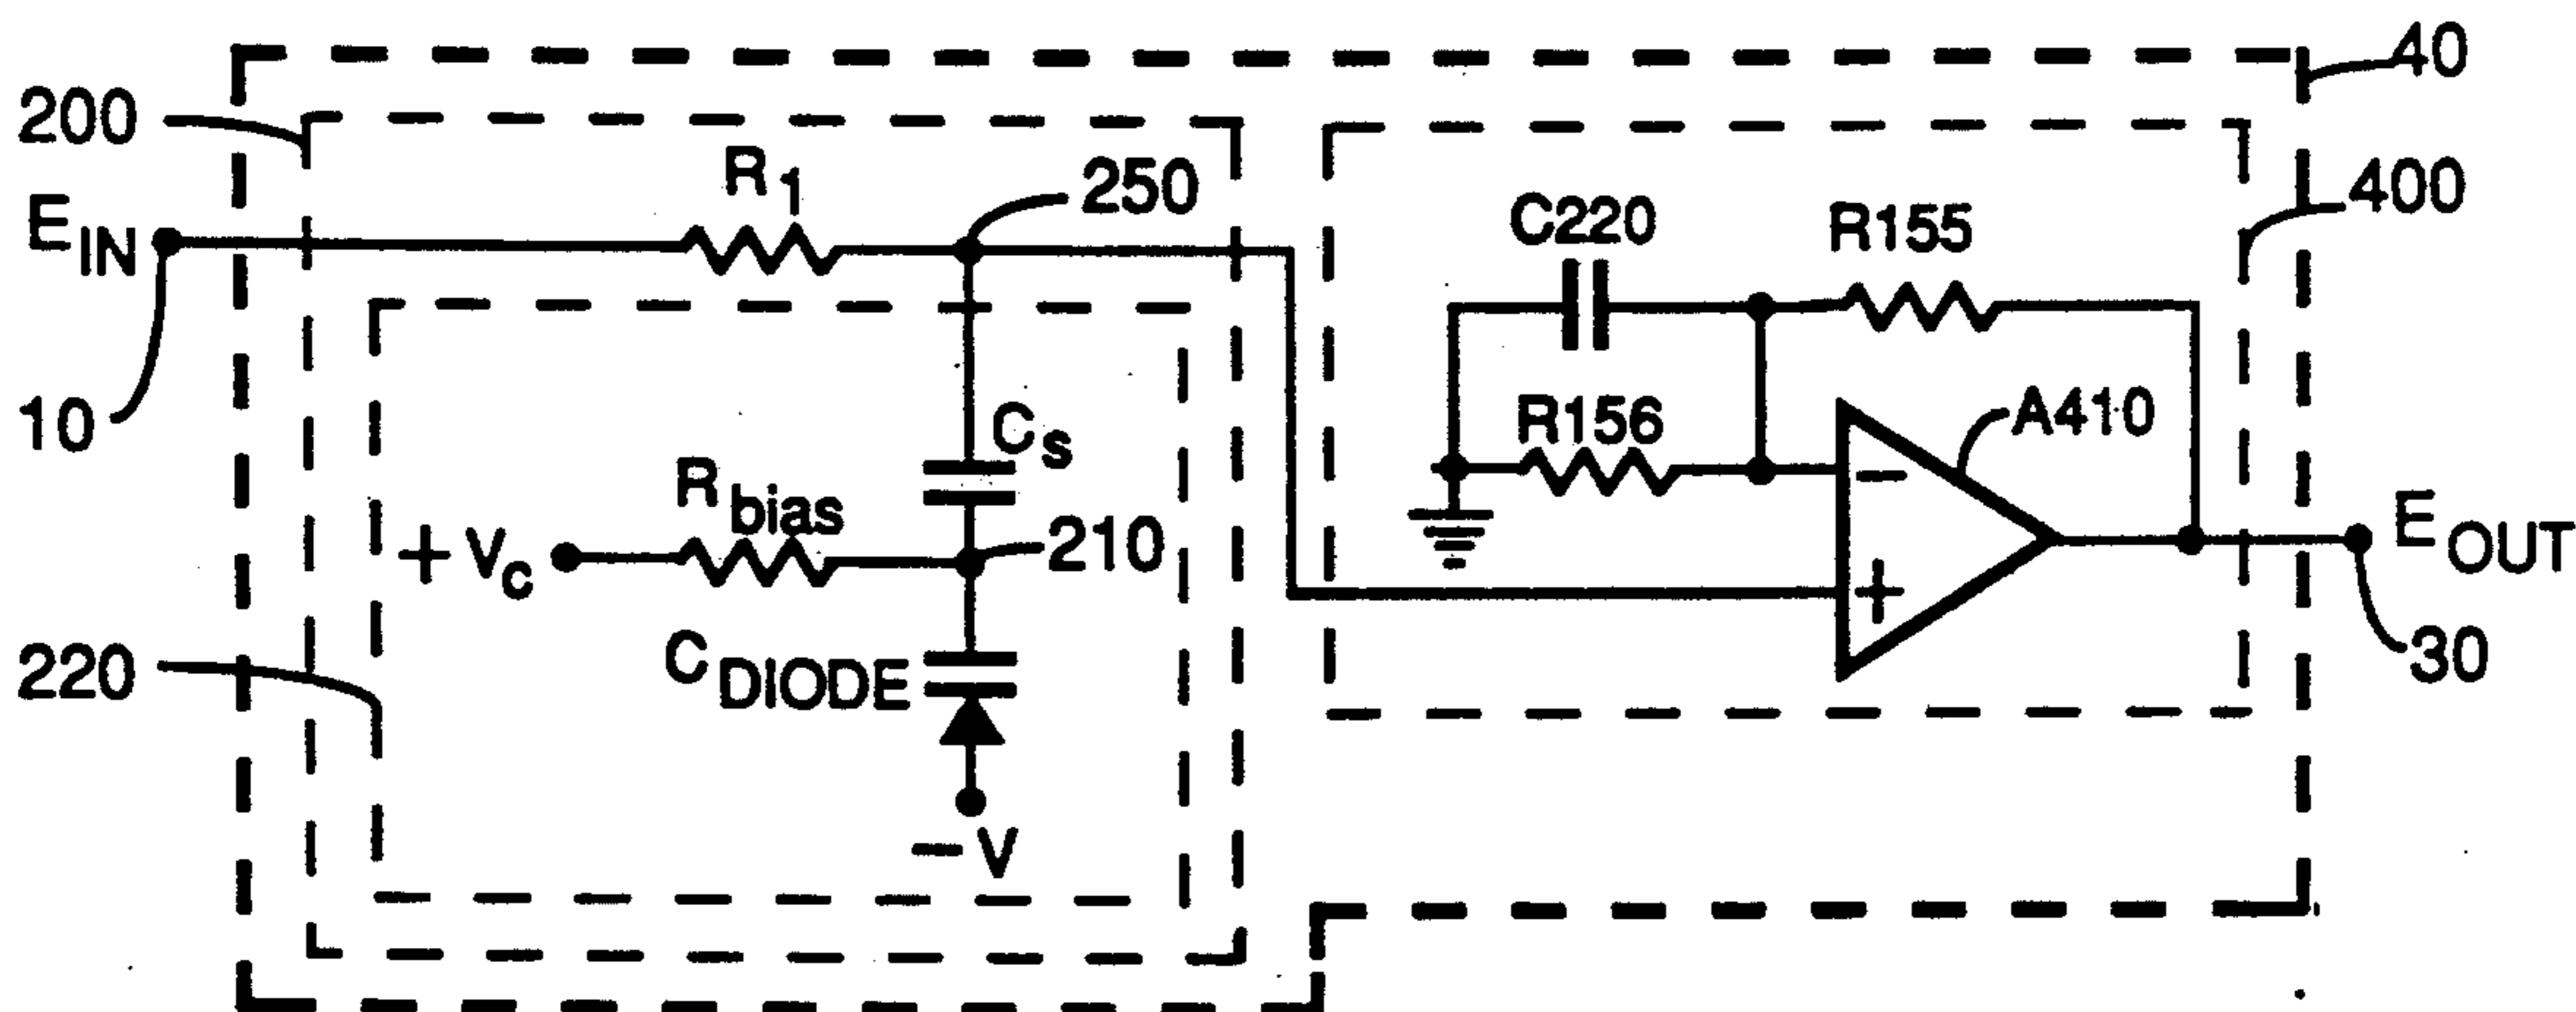 40
200
R1
250
400
EIN
C220
R155
10
Cs
R156
A410
Rbias
+ Vc
210
−
+
EOUT
220
CDIODE
30
− V